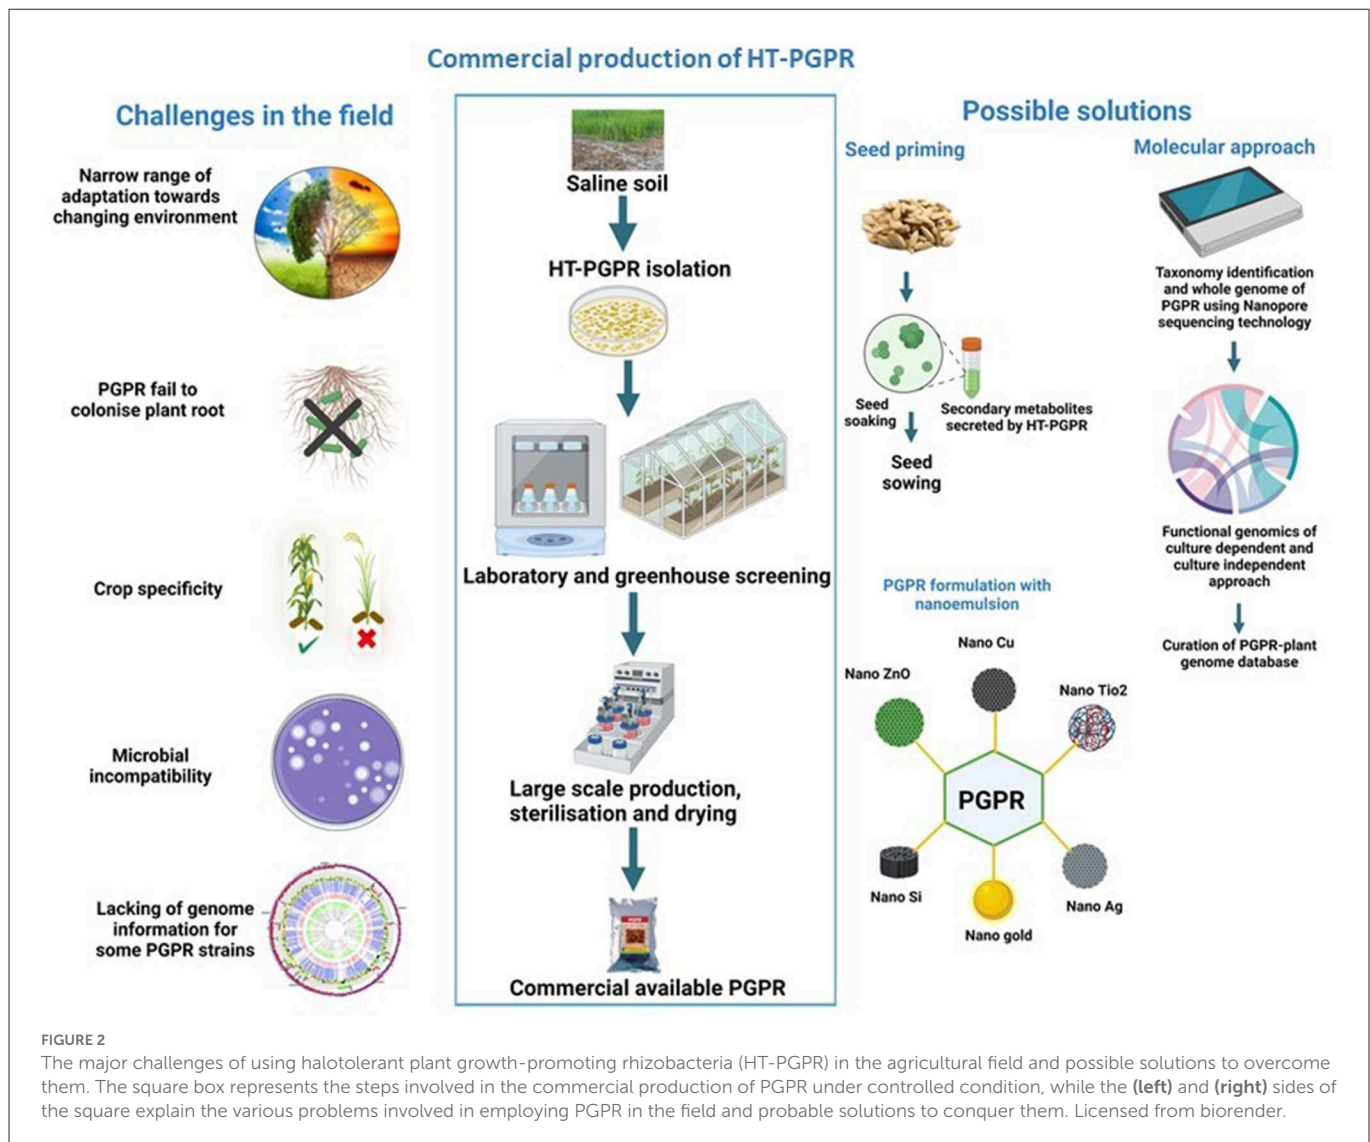 Commercial production of HT-PGPR
Challenges in the field
Narrow range of
adaptation towards
changing environment
PGPR fail to
colonise plant root
Crop specificity
Microbial
incompatibility
Lacking of genome
information for
some PGPR strains
Saline soil
HT-PGPR isolation
Laboratory and greenhouse screening
Large scale production,
sterilisation and drying
PGPR
Commercial available PGPR
Possible solutions
Seed priming
Seed
soaking
Secondary metabolites
secreted by HT-PGPR
Seed
sowing
Molecular approach
Taxonomy identification
and whole genome of
PGPR using Nanopore
sequencing technology
Functional genomics of
culture dependent and
culture independent
approach
Curation of PGPR-plant
genome database
PGPR formulation with
nanoemulsion
Nano Cu
Nano ZnO
Nano Tio2
PGPR
Nano Si
Nano Ag
Nano gold
FIGURE 2
The major challenges of using halotolerant plant growth-promoting rhizobacteria (HT-PGPR) in the agricultural field and possible solutions to overcome
them. The square box represents the steps involved in the commercial production of PGPR under controlled condition, while the (left) and (right) sides of
the square explain the various problems involved in employing PGPR in the field and probable solutions to conquer them. Licensed from biorender.